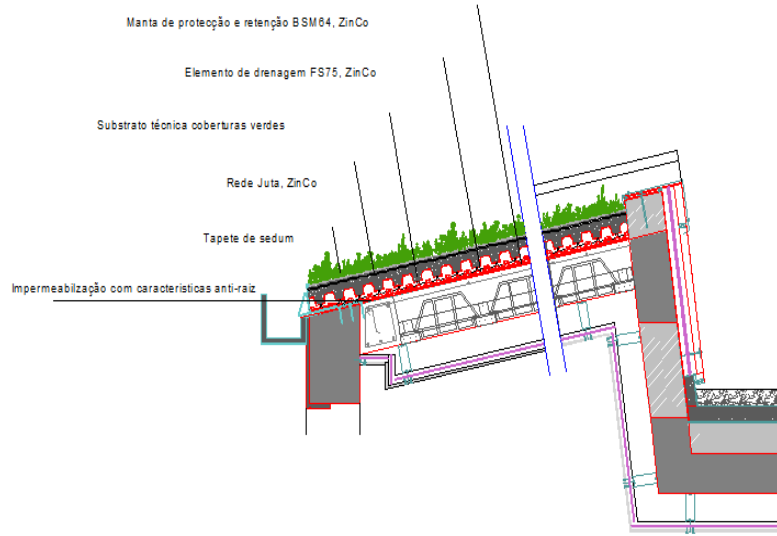 Manta de protecção e retenção BSM64, ZinCo
Elemento de drenagem FS75, ZinCo
Substrato técnica coberturas verdes
Rede Juta, ZinCo
Tapete de sedum
Impermeabilzação com caracteristicas anti-raiz